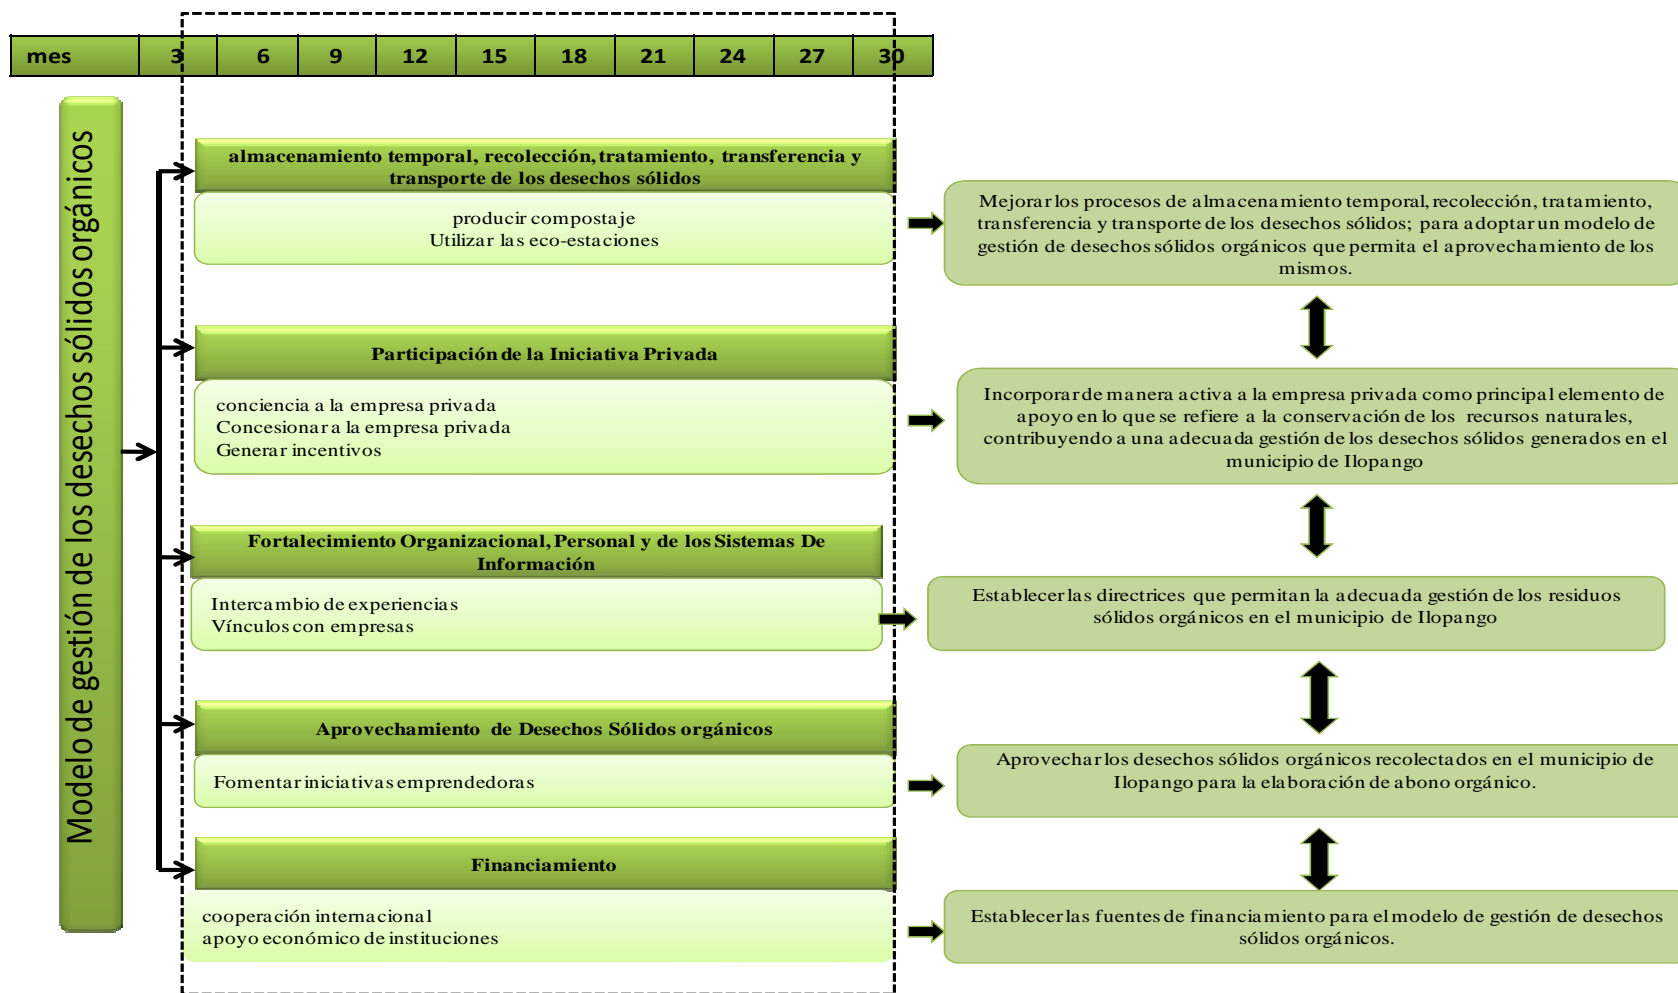 mes 3 6 9 12 15 18 21 24 27 30
Modelo de gestión de los desechos sólidos orgánicos
almacenamiento temporal, recolección, tratamiento, transferencia y
transporte de los desechos sólidos
producir compostaje
Utilizar las eco-estaciones
Mejorar los procesos de almacenamiento temporal, recolección, tratamiento,
transferencia y transporte de los desechos sólidos; para adoptar un modelo de
gestión de desechos sólidos orgánicos que permita el aprovechamiento de los
mismos.
Participación de la Iniciativa Privada
conciencia a la empresa privada
Concesionar a la empresa privada
Generar incentivos
Incorporar de manera activa a la empresa privada como principal elemento de
apoyo en lo que se refiere a la conservación de los recursos naturales,
contribuyendo a una adecuada gestión de los desechos sólidos generados en el
municipio de Ilopango
Fortalecimiento Organizacional, Personal y de los Sistemas De
Información
Intercambio de experiencias
Vínculos con empresas
Establecer las directrices que permitan la adecuada gestión de los residuos
sólidos orgánicos en el municipio de Ilopango
Aprovechamiento de Desechos Sólidos orgánicos
Fomentar iniciativas emprendedoras
Aprovechar los desechos sólidos orgánicos recolectados en el municipio de
Ilopango para la elaboración de abono orgánico.
Financiamiento
cooperación internacional
apoyo económico de instituciones
Establecer las fuentes de financiamiento para el modelo de gestión de desechos
sólidos orgánicos.